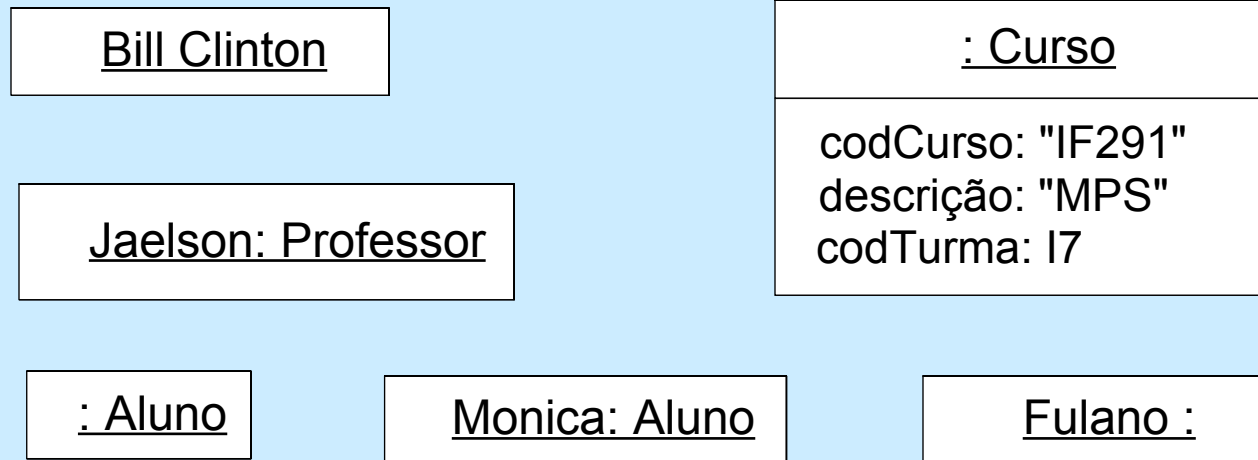 Bill Clinton
: Curso
codCurso: "IF291"
descrição: "MPS"
codTurma: I7
Jaelson: Professor
: Aluno
Monica: Aluno
Fulano :